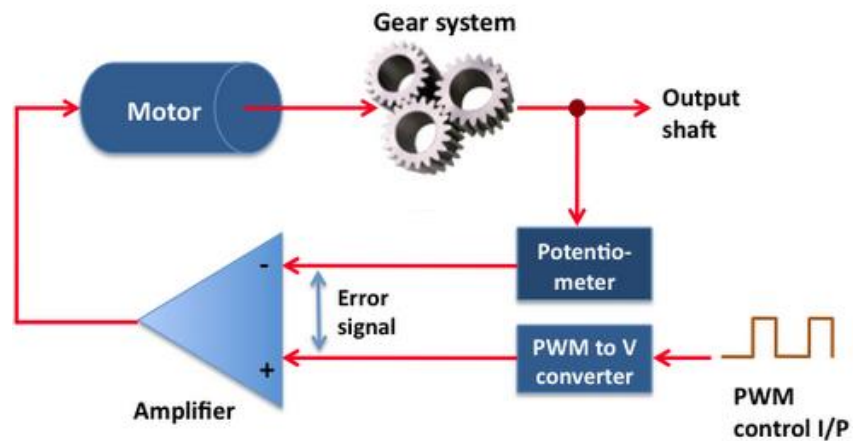 Gear system
Motor
Output
shaft
Potentio-
meter
-
Error
signal
+
PWM to V
converter
Amplifier
PWM
control I/P